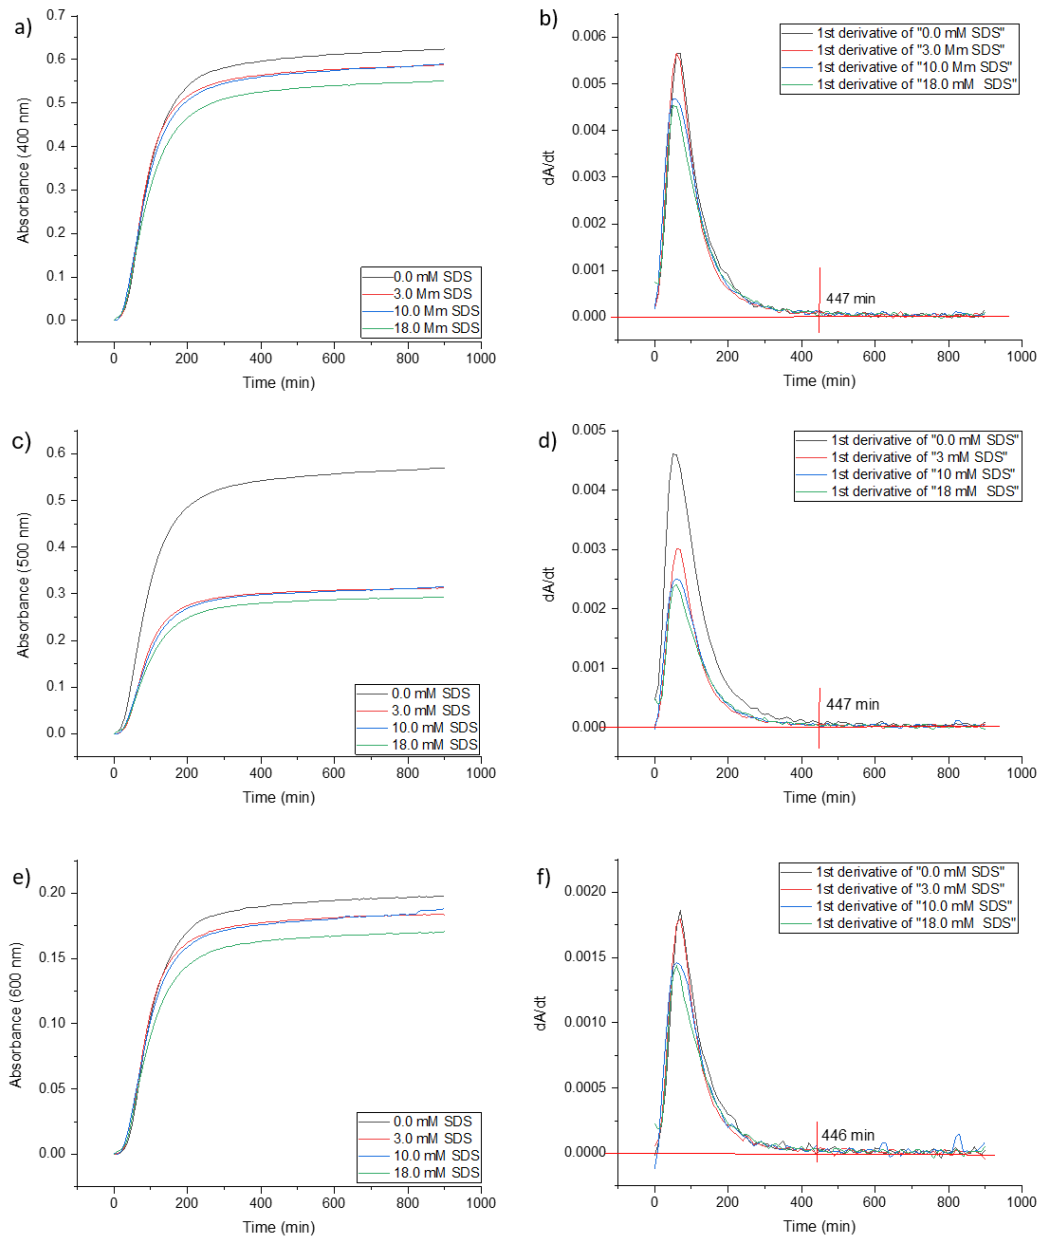 a)
Absorbance (400 nm)
0.7
0.6
0.5
0.4
0.3
0.2
0.1
0.0
0.0 mM SDS
3.0 Mm SDS
10.0 Mm SDS
18.0 Mm SDS
0 200 400 600 800 1000
Time (min)
b)
dA/dt
0.006
0.005
0.004
0.003
0.002
0.001
0.000
1st derivative of "0.0 mM SDS"
1st derivative of "3.0 Mm SDS"
1st derivative of "10.0 Mm SDS"
1st derivative of "18.0 mM SDS"
447 min
0 200 400 600 800 1000
Time (min)
c)
Absorbance (500 nm)
0.6
0.5
0.4
0.3
0.2
0.1
0.0
0.0 mM SDS
3.0 mM SDS
10.0 mM SDS
18.0 mM SDS
0 200 400 600 800 1000
Time (min)
d)
dA/dt
0.005
0.004
0.003
0.002
0.001
0.000
1st derivative of "0.0 mM SDS"
1st derivative of "3 mM SDS"
1st derivative of "10 mM SDS"
1st derivative of "18 mM SDS"
447 min
0 200 400 600 800 1000
Time (min)
e)
Absorbance (600 nm)
0.20
0.15
0.10
0.05
0.00
0.0 mM SDS
3.0 mM SDS
10.0 mM SDS
18.0 mM SDS
0 200 400 600 800 1000
Time (min)
f)
dA/dt
0.0020
0.0015
0.0010
0.0005
0.0000
1st derivative of "0.0 mM SDS"
1st derivative of "3.0 mM SDS"
1st derivative of "10.0 mM SDS"
1st derivative of "18.0 mM SDS"
446 min
0 200 400 600 800 1000
Time (min)